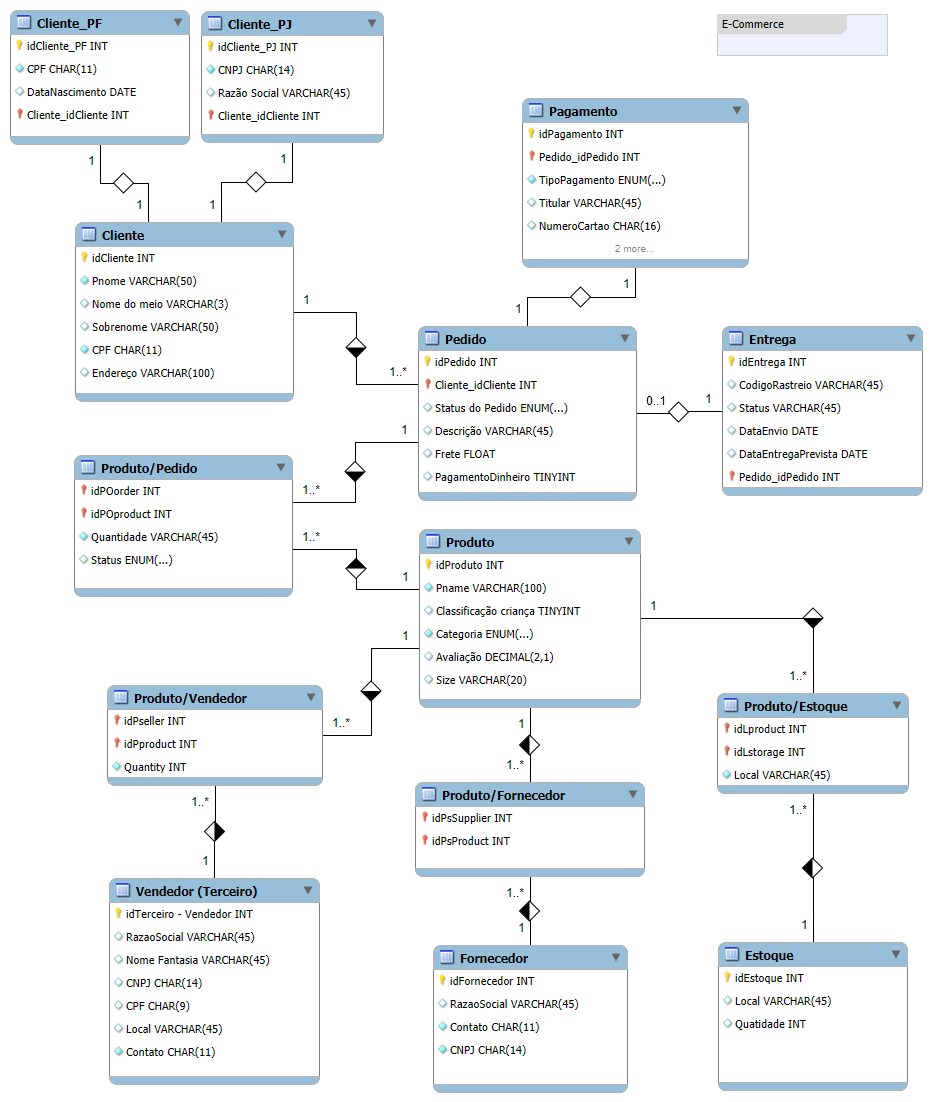 Cliente_PF
idCliente_PF INT
CPF CHAR(11)
DataNascimento DATE
Cliente_idCliente INT
Cliente_PJ
idCliente_PJ INT
CNPJ CHAR(14)
Razão Social VARCHAR(45)
Cliente_idCliente INT
E-Commerce
1
1
1
1
Pagamento
idPagamento INT
Pedido_idPedido INT
TipoPagamento ENUM(...)
Titular VARCHAR(45)
NumeroCartao CHAR(16)
2 more...
Cliente
idCliente INT
Pnome VARCHAR(50)
Nome do meio VARCHAR(3)
Sobrenome VARCHAR(50)
CPF CHAR(11)
Endereço VARCHAR(100)
1
1..*
1
1
Pedido
idPedido INT
Cliente_idCliente INT
Status do Pedido ENUM(...)
Descrição VARCHAR(45)
Frete FLOAT
PagamentoDinheiro TINYINT
0..1
1
Entrega
idEntrega INT
CodigoRastreio VARCHAR(45)
Status VARCHAR(45)
DataEnvio DATE
DataEntregaPrevista DATE
Pedido_idPedido INT
Produto/Pedido
idPOorder INT
idPOproduct INT
Quantidade VARCHAR(45)
Status ENUM(...)
1
1..*
1..*
1
Produto
idProduto INT
Pname VARCHAR(100)
Classificação criança TINYINT
Categoria ENUM(...)
Avaliação DECIMAL(2,1)
Size VARCHAR(20)
1
1..*
1
1..*
1
1..*
Produto/Vendedor
idPseller INT
idPproduct INT
Quantity INT
Produto/Estoque
idLproduct INT
idLstorage INT
Local VARCHAR(45)
Produto/Fornecedor
idPsSupplier INT
idPsProduct INT
1..*
1
1..*
1
1..*
1
Vendedor (Terceiro)
idTerceiro - Vendedor INT
RazaoSocial VARCHAR(45)
Nome Fantasia VARCHAR(45)
CNPJ CHAR(14)
CPF CHAR(9)
Local VARCHAR(45)
Contato CHAR(11)
Fornecedor
idFornecedor INT
RazaoSocial VARCHAR(45)
Contato CHAR(11)
CNPJ CHAR(14)
Estoque
idEstoque INT
Local VARCHAR(45)
Quatidade INT